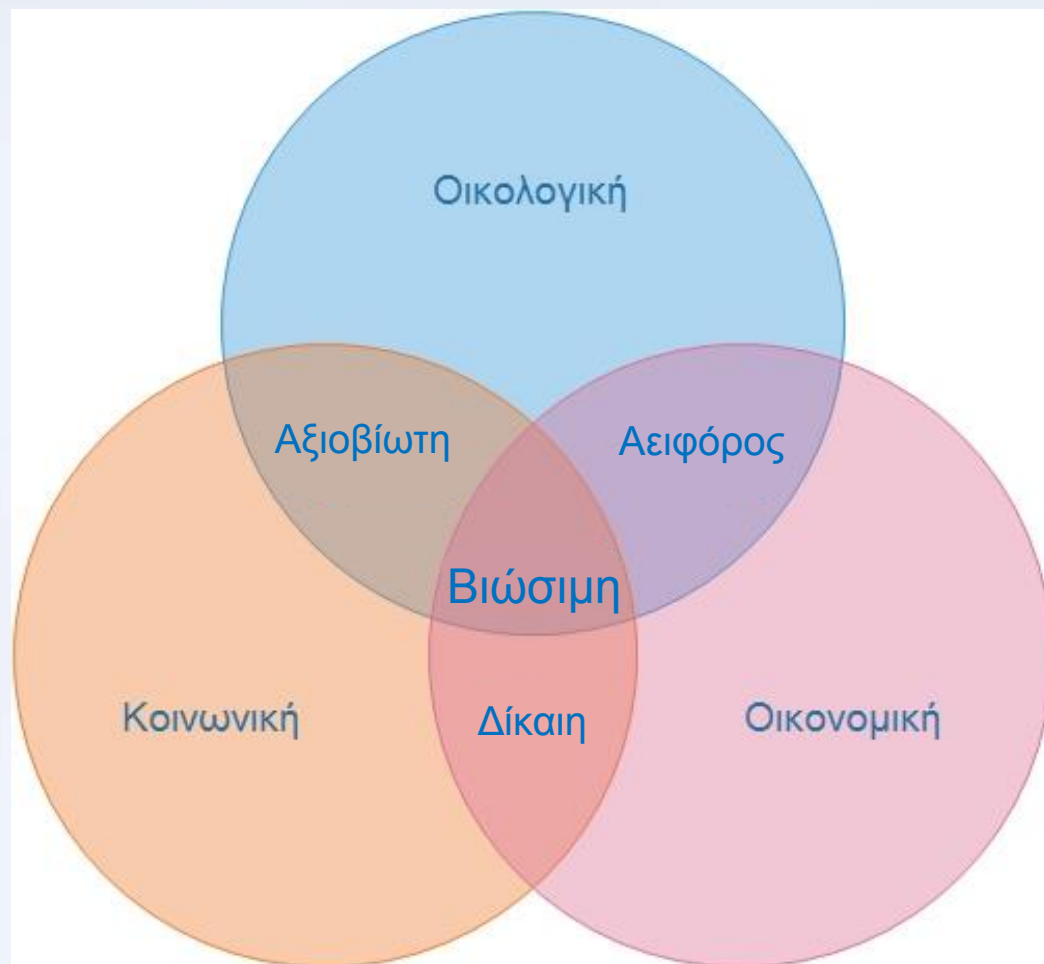 Οικολογική
Αξιοβίωτη
Αειφόρος
Βιώσιμη
Κοινωνική
Δίκαιη
Οικονομική